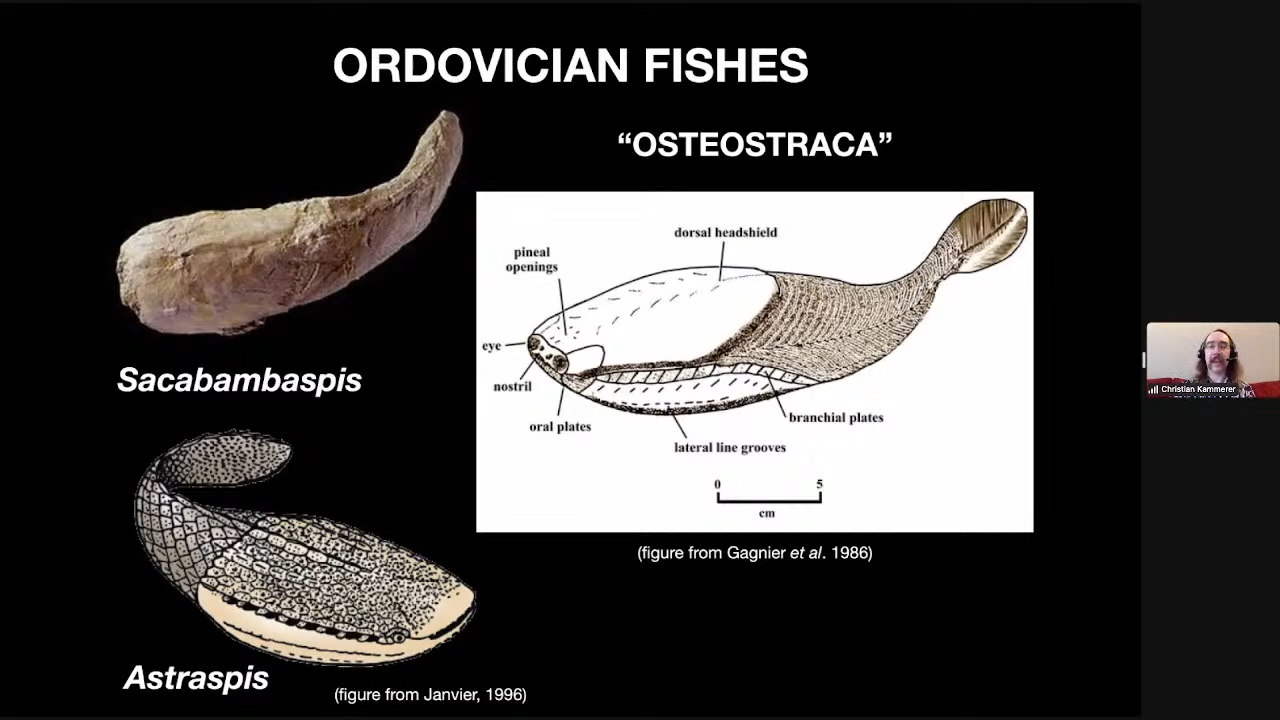 ORDOVICIAN FISHES
“OSTEOSTRACA”
dorsal headshield
pineal
openings
eye
nostril
oral plates
branchial plates
lateral line grooves
0 5
cm
(figure from Gagnier et al. 1986)
Sacabambaspis
Astraspis
(figure from Janvier, 1996)
Christian Kammerer